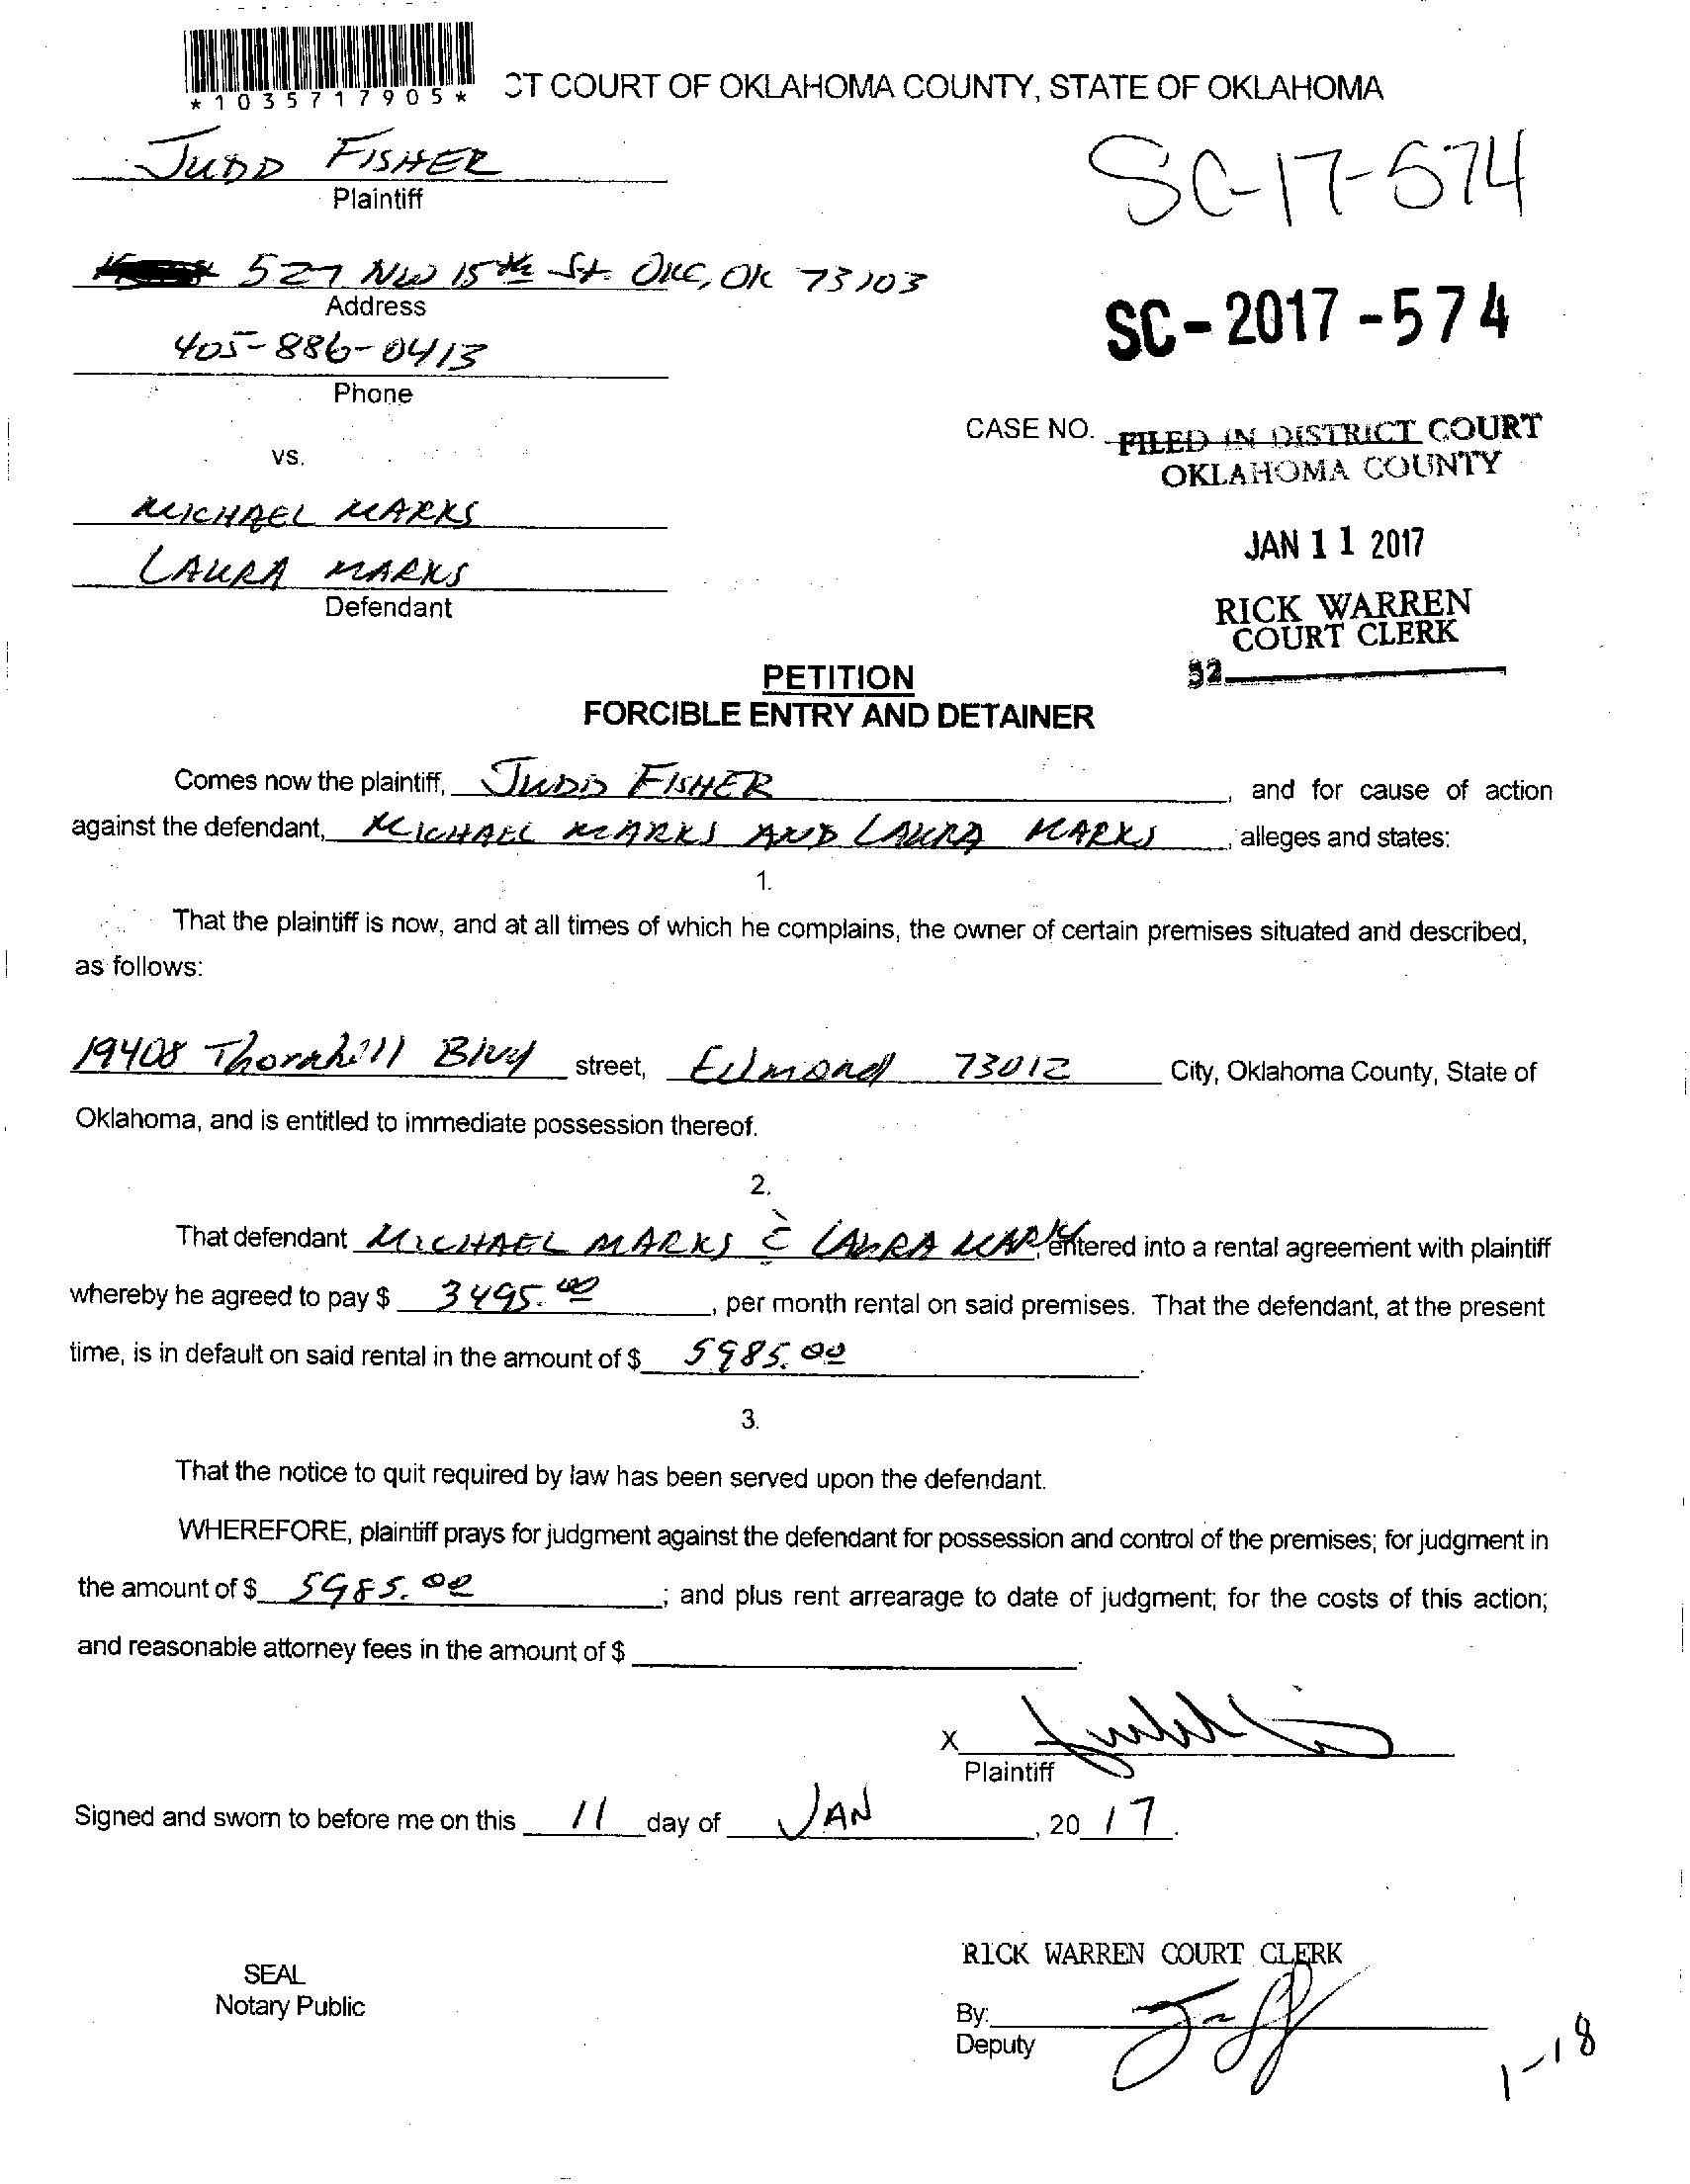 *1035717905*
CT COURT OF OKLAHOMA COUNTY, STATE OF OKLAHOMA
JUDD FISHER
Plaintiff
SC-17-574
527 NW 15th St. OKC, OK 73103
Address
SC-2017-574
405-886-0413
Phone
CASE NO. FILED IN DISTRICT COURT
OKLAHOMA COUNTY
vs.
MICHAEL MARKS
JAN 11 2017
LAURA MARKS
Defendant
RICK WARREN
COURT CLERK
32
PETITION
FORCIBLE ENTRY AND DETAINER
Comes now the plaintiff, JUDD FISHER, and for cause of action
against the defendant, MICHAEL MARKS AND LAURA MARKS, alleges and states:
1.
That the plaintiff is now, and at all times of which he complains, the owner of certain premises situated and described,
as follows:
19408 Thornhill Blvd street, Edmond 73012 City, Oklahoma County, State of
Oklahoma, and is entitled to immediate possession thereof.
2.
That defendant MICHAEL MARKS & LAURA MARKS, entered into a rental agreement with plaintiff
whereby he agreed to pay $ 3495.00, per month rental on said premises. That the defendant, at the present
time, is in default on said rental in the amount of $ 5985.00.
3.
That the notice to quit required by law has been served upon the defendant.
WHEREFORE, plaintiff prays for judgment against the defendant for possession and control of the premises; for judgment in
the amount of $ 5985.00; and plus rent arrearage to date of judgment; for the costs of this action;
and reasonable attorney fees in the amount of $ .
X
Plaintiff
Signed and sworn to before me on this 11 day of JAN, 20 17.
RICK WARREN COURT CLERK
SEAL
Notary Public
By:
Deputy
1-18